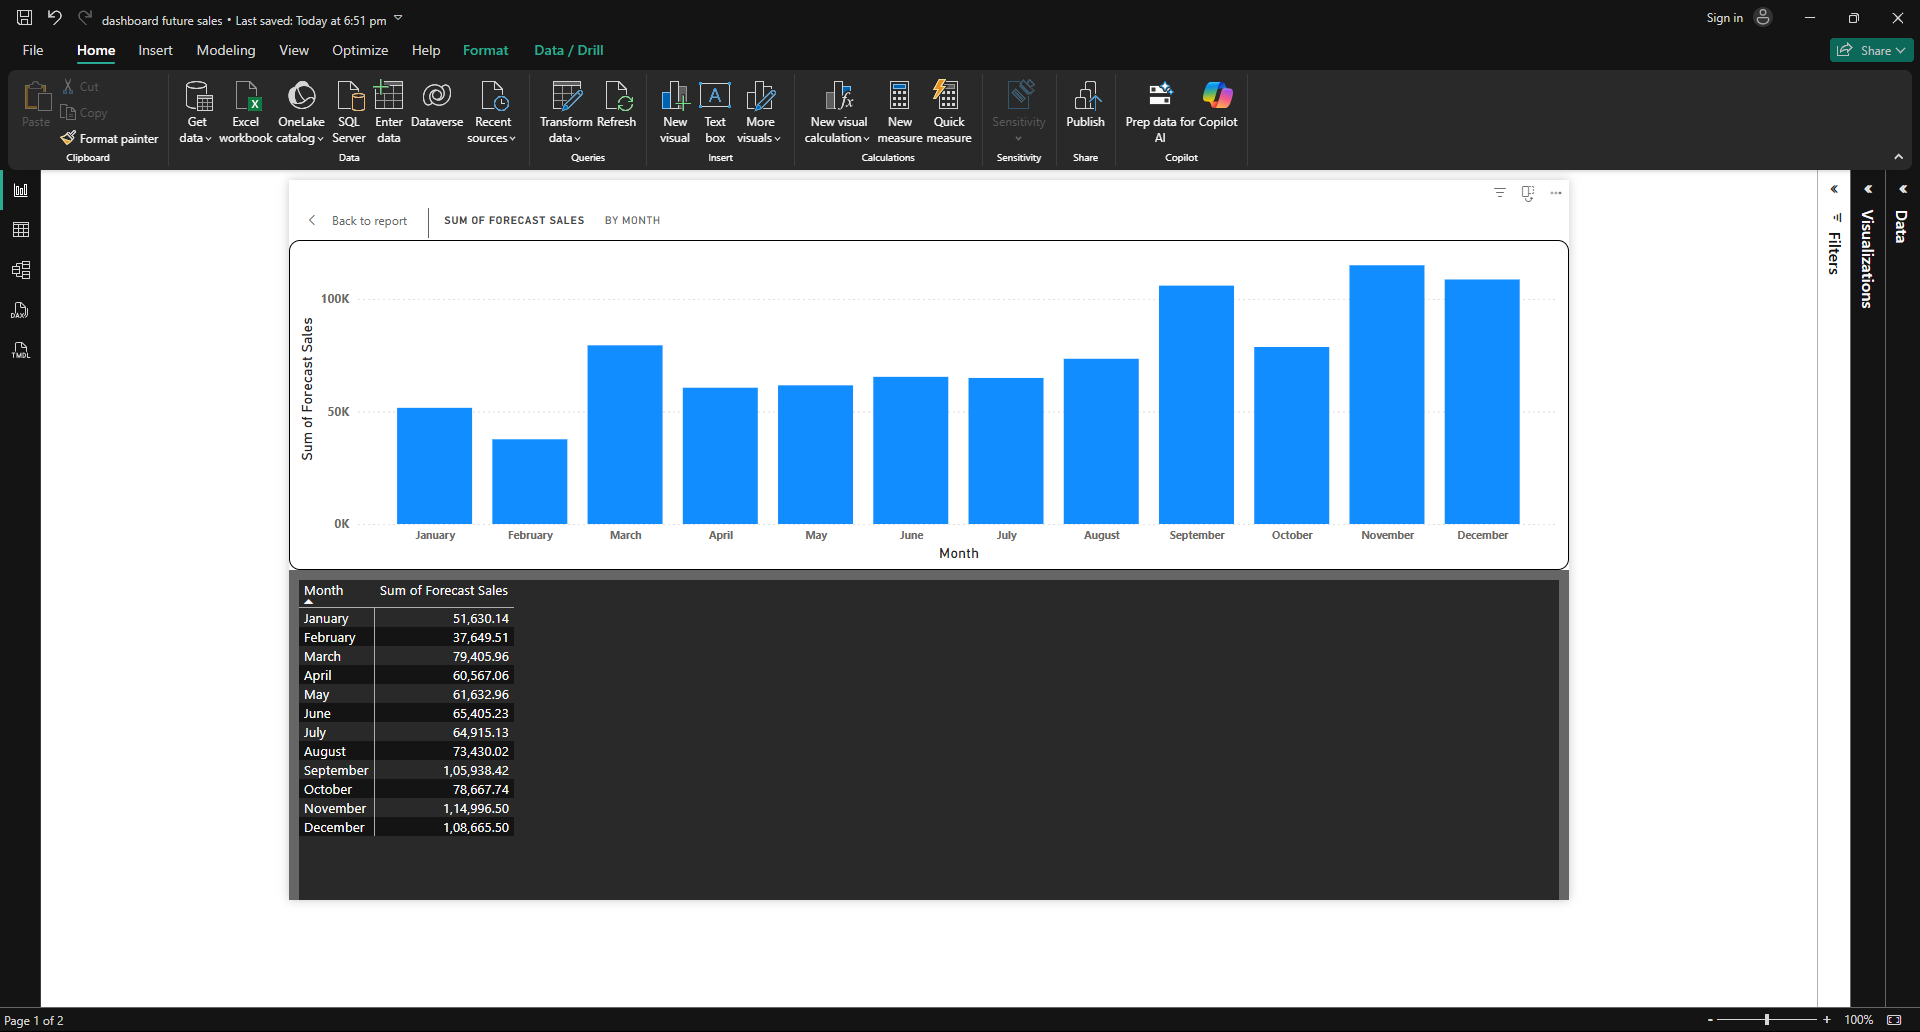 dashboard future sales • Last saved: Today at 6:51 pm
Sign in
File Home Insert Modeling View Optimize Help Format Data / Drill
Share
Paste
Cut
Copy
Format painter
Clipboard
Get data
Excel workbook
OneLake catalog
SQL Server
Enter data
Dataverse
Recent sources
Data
Transform data
Refresh
Queries
New visual
Text box
More visuals
Insert
New visual calculation
New measure
Quick measure
Calculations
Sensitivity
Sensitivity
Publish
Share
Prep data for AI
Copilot
Copilot
DAX
TMDL
Back to report
SUM OF FORECAST SALES BY MONTH
Sum of Forecast Sales
100K
50K
0K
January February March April May June July August September October November December
Month
Month Sum of Forecast Sales
January 51,630.14
February 37,649.51
March 79,405.96
April 60,567.06
May 61,632.96
June 65,405.23
July 64,915.13
August 73,430.02
September 1,05,938.42
October 78,667.74
November 1,14,996.50
December 1,08,665.50
Filters
Visualizations
Data
Page 1 of 2
- + 100%